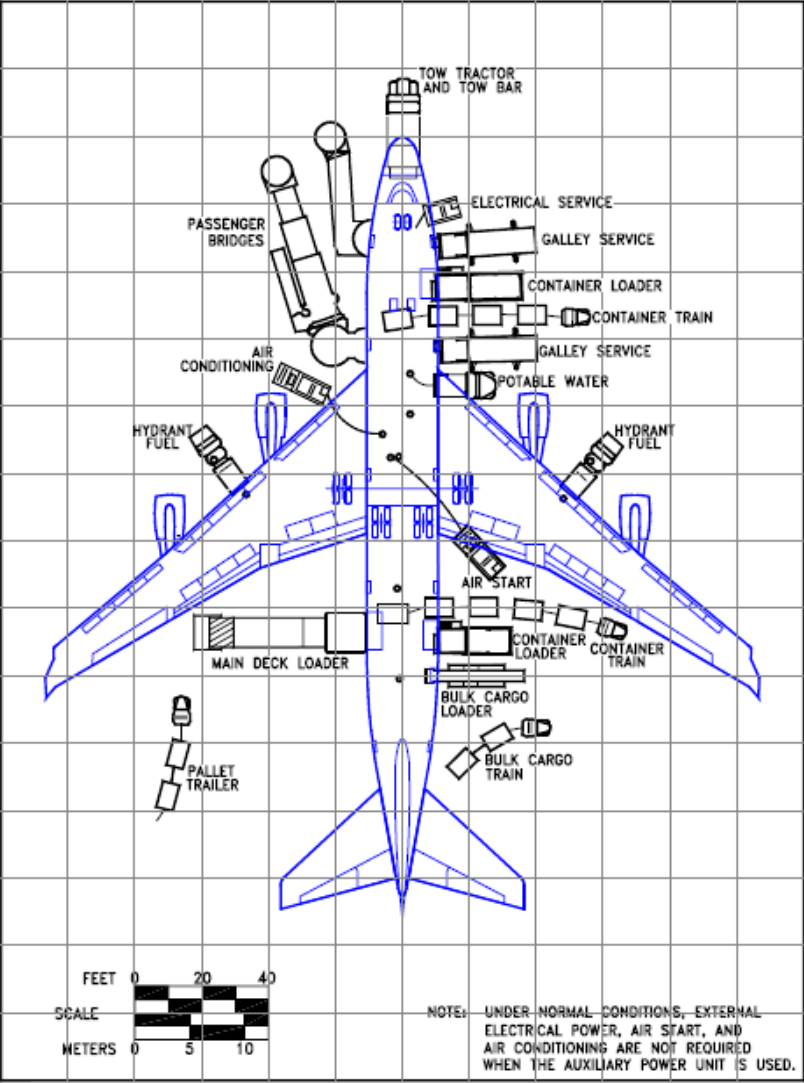 TOW TRACTOR
AND TOW BAR
ELECTRICAL SERVICE
PASSENGER
BRIDGES
GALLEY SERVICE
CONTAINER LOADER
CONTAINER TRAIN
AIR
CONDITIONING
GALLEY SERVICE
POTABLE WATER
HYDRANT
FUEL
HYDRANT
FUEL
AIR START
MAIN DECK LOADER
CONTAINER
LOADER
CONTAINER
TRAIN
BULK CARGO
LOADER
BULK CARGO
TRAIN
PALLET
TRAILER
FEET 0 20 40
SCALE
METERS 0 5 10
NOTE: UNDER NORMAL CONDITIONS, EXTERNAL
ELECTRICAL POWER, AIR START, AND
AIR CONDITIONING ARE NOT REQUIRED
WHEN THE AUXILIARY POWER UNIT IS USED.